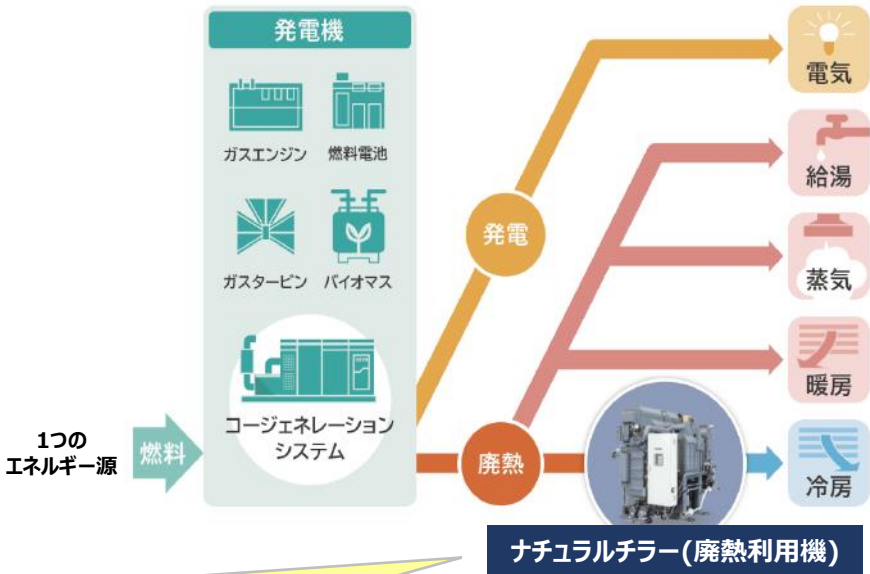 発電機
ガスエンジン
燃料電池
ガスタービン
バイオマス
コージェネレーション
システム
1つの
エネルギー源
燃料
発電
廃熱
電気
給湯
蒸気
暖房
冷房
ナチュラルチラー(廃熱利用機)